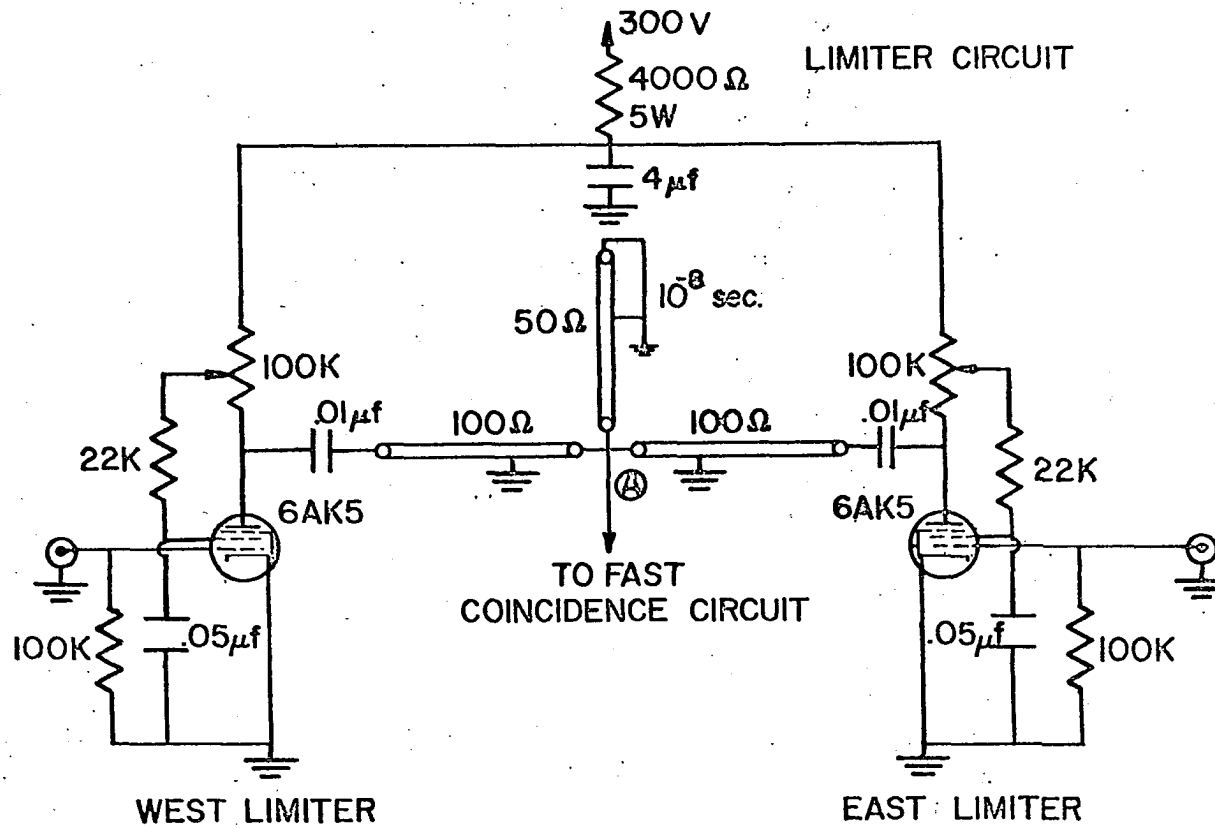 300V
LIMITER CIRCUIT
4000Ω
5W
4μf
10⁻⁸ sec.
50Ω
100K
100K
.01μf
100Ω
100Ω
.01μf
22K
22K
A
6AK5
6AK5
TO FAST
COINCIDENCE CIRCUIT
100K
.05μf
.05μf
100K
WEST LIMITER
EAST LIMITER